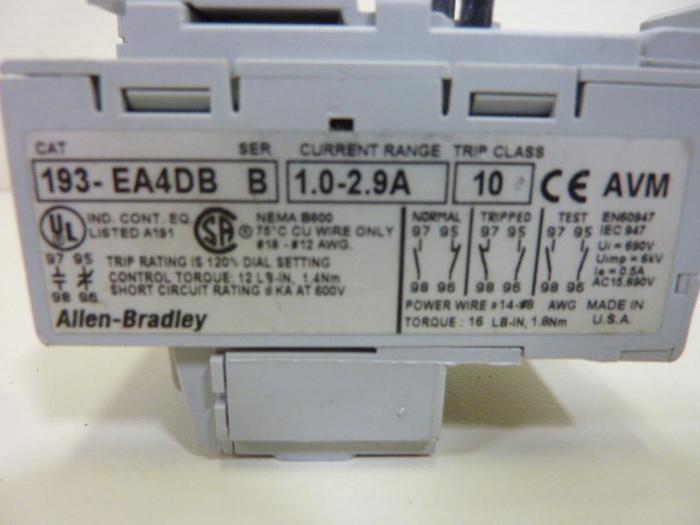 CAT SER CURRENT RANGE TRIP CLASS
193- EA4DB B 1.0-2.9A 10 CE AVM
UL IND. CONT. EQ.
LISTED A191
SA ® NEMA B600
75°C CU WIRE ONLY
#18 - #12 AWG.
97 95
98 96
TRIP RATING IS 120% DIAL SETTING
CONTROL TORQUE: 12 LB-IN, 1.4Nm
SHORT CIRCUIT RATING 5 KA AT 600V
Allen-Bradley
NORMAL TRIPPED TEST
97 95 97 95 97 95
98 96 98 96 98 96
EN60947
IEC 947
Ui = 690V
Uimp = 6kV
Ie = 0.5A
AC15,690V
POWER WIRE #14-#8 AWG
TORQUE : 16 LB-IN, 1.8Nm
MADE IN
U.S.A.